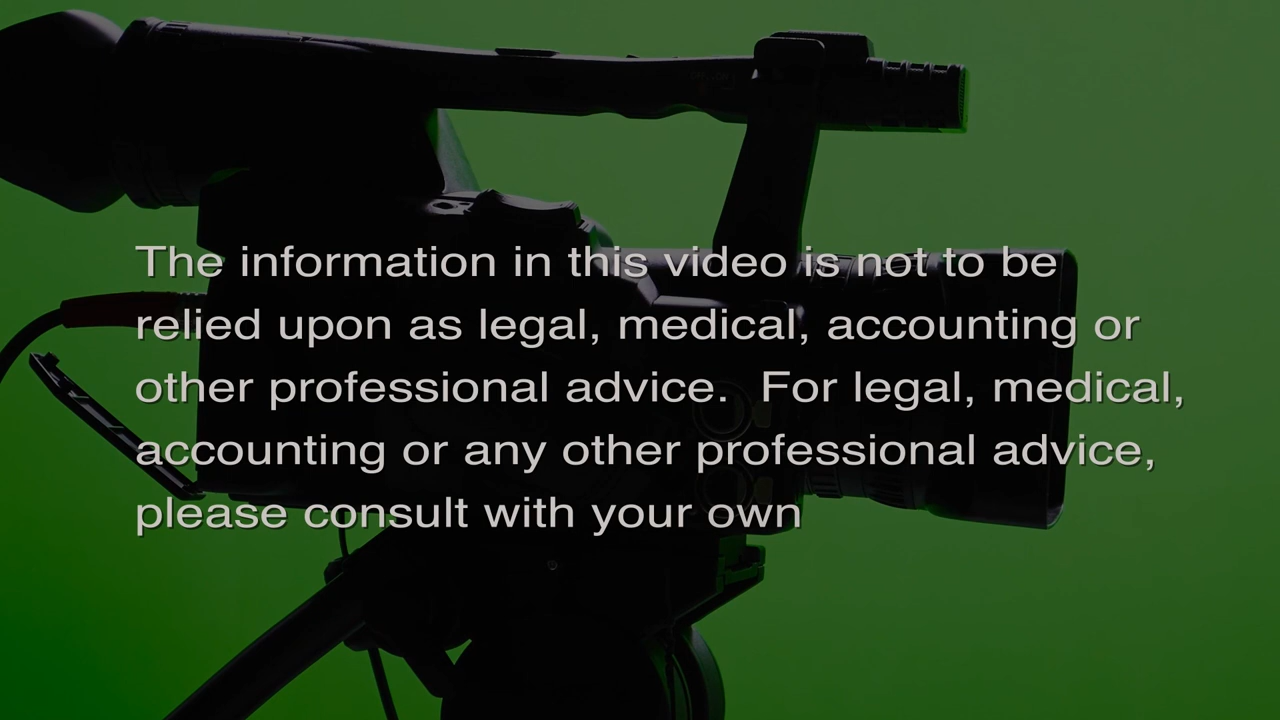 The information in this video is not to be
relied upon as legal, medical, accounting or
other professional advice.  For legal, medical,
accounting or any other professional advice,
please consult with your own